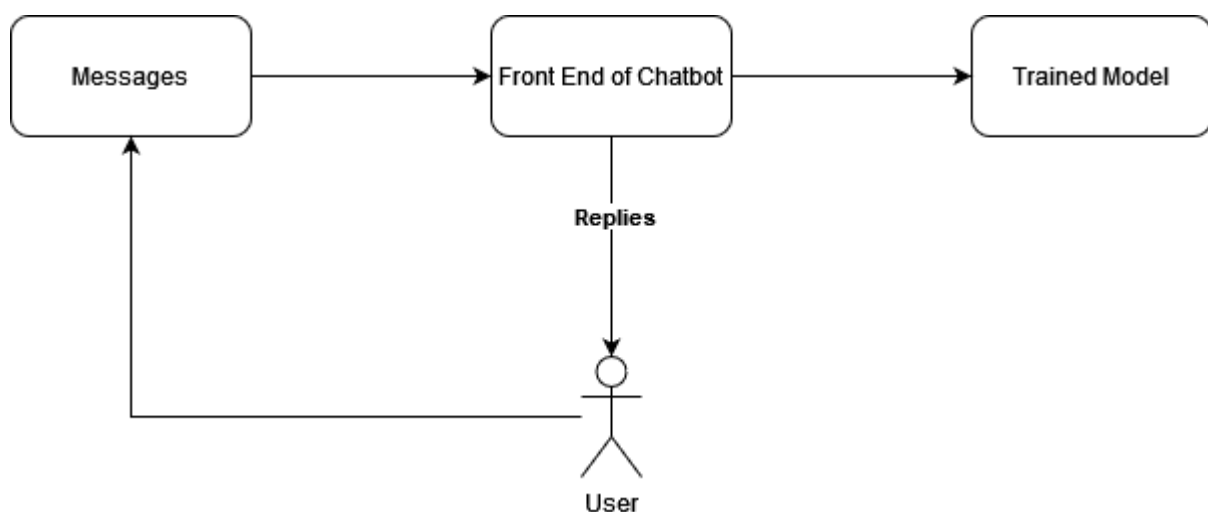 Messages
Front End of Chatbot
Trained Model
Replies
User